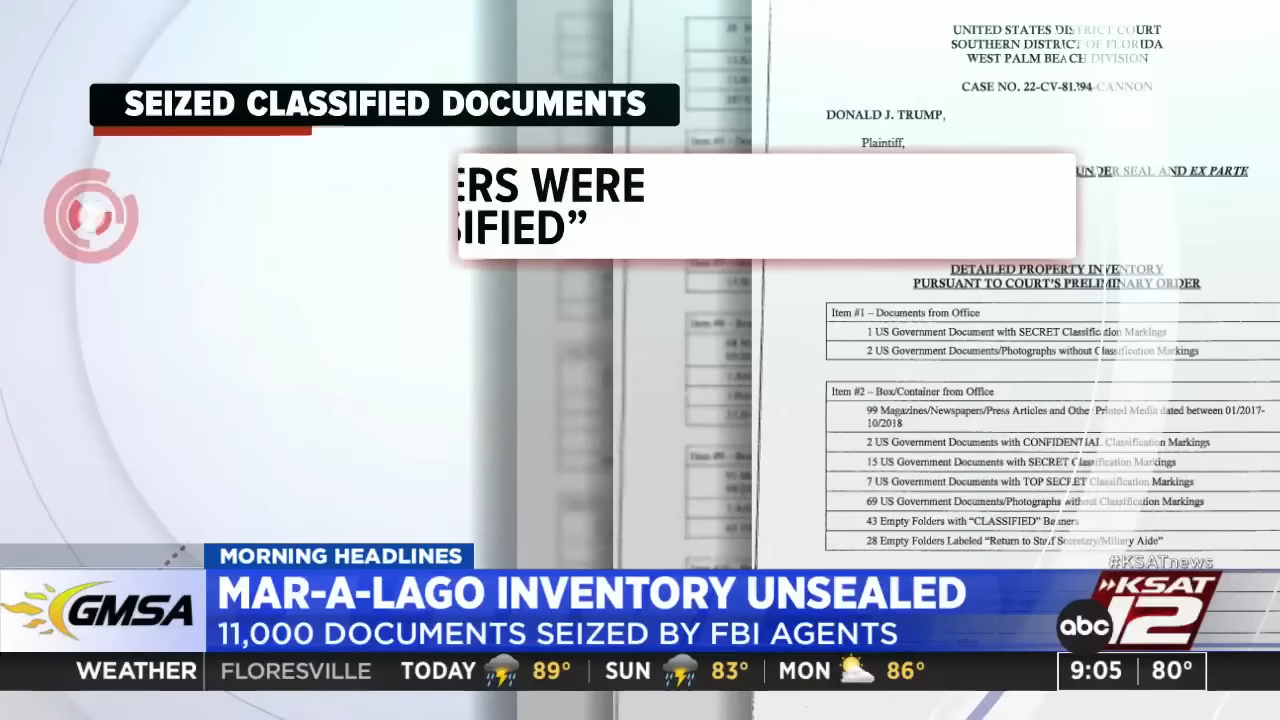 UNITED STATES DISTRICT COURT
SOUTHERN DISTRICT OF FLORIDA
WEST PALM BEACH DIVISION
CASE NO. 22-CV-81294-CANNON
SEIZED CLASSIFIED DOCUMENTS
DONALD J. TRUMP,
Plaintiff,
UNDER SEAL AND EX PARTE
ERS WERE
SIFIED”
DETAILED PROPERTY INVENTORY
PURSUANT TO COURT'S PRELIMINARY ORDER
Item #1 – Documents from Office
1 US Government Document with SECRET Classification Markings
2 US Government Documents/Photographs without Classification Markings
Item #2 – Box/Container from Office
99 Magazines/Newspapers/Press Articles and Other Printed Media dated between 01/2017-
10/2018
2 US Government Documents with CONFIDENTIAL Classification Markings
15 US Government Documents with SECRET Classification Markings
7 US Government Documents with TOP SECRET Classification Markings
69 US Government Documents/Photographs without Classification Markings
43 Empty Folders with “CLASSIFIED” Banners
28 Empty Folders Labeled “Return to Staff Secretary/Military Aide”
#KSATnews
MORNING HEADLINES
GMSA
MAR-A-LAGO INVENTORY UNSEALED
11,000 DOCUMENTS SEIZED BY FBI AGENTS
abc KSAT 12
WEATHER FLORESVILLE TODAY 89° SUN 83° MON 86° 9:05 80°